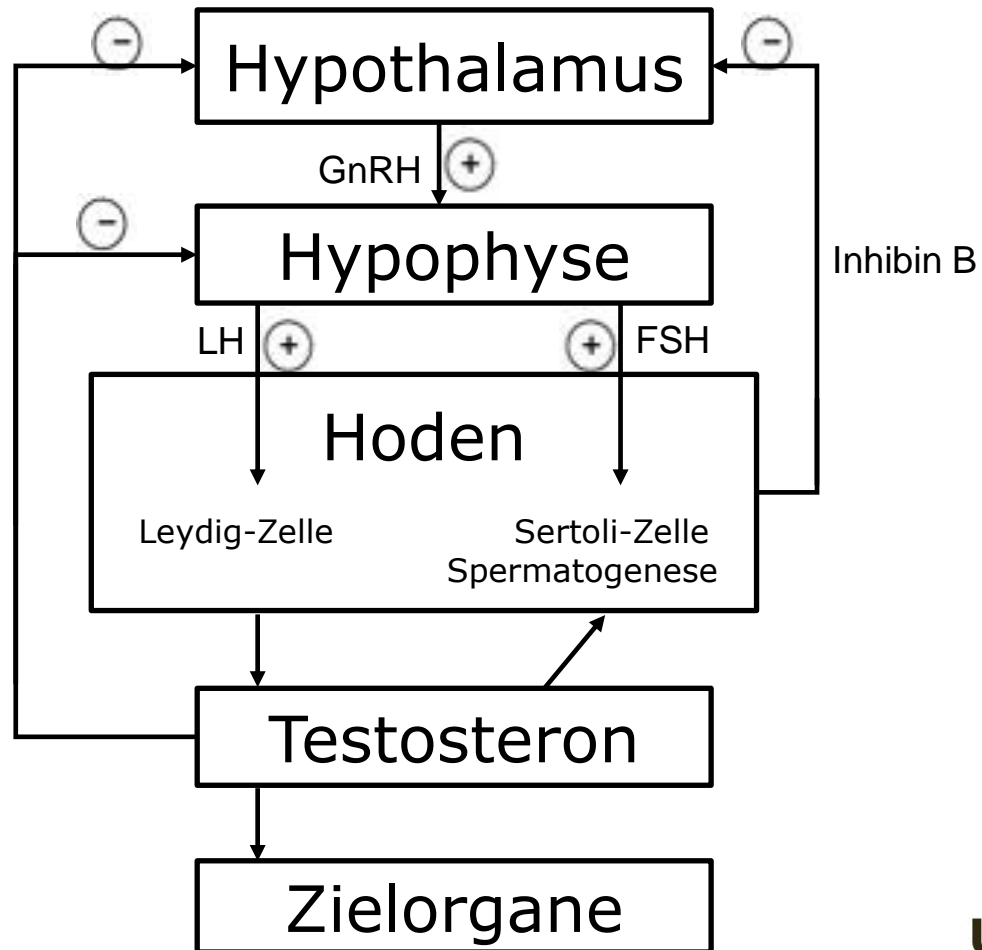 -
-
Hypothalamus
GnRH +
-
Hypophyse
Inhibin B
LH +
+ FSH
Hoden
Leydig-Zelle
Sertoli-Zelle
Spermatogenese
Testosteron
Zielorgane